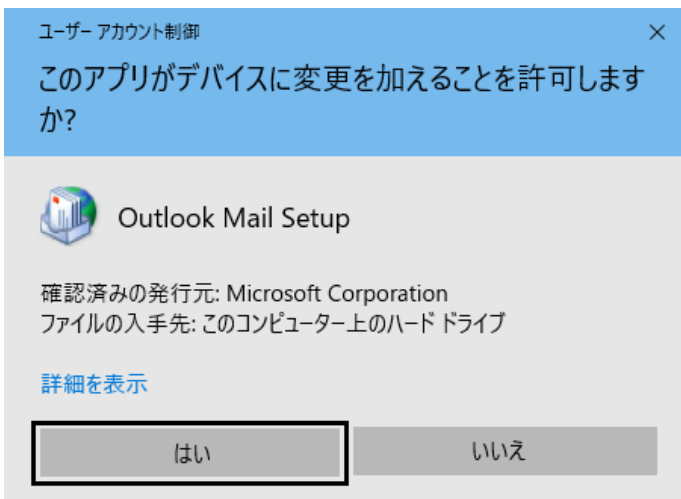 ユーザー アカウント制御
このアプリがデバイスに変更を加えることを許可します
か?
Outlook Mail Setup
確認済みの発行元: Microsoft Corporation
ファイルの入手先: このコンピューター上のハード ドライブ
詳細を表示
はい
いいえ